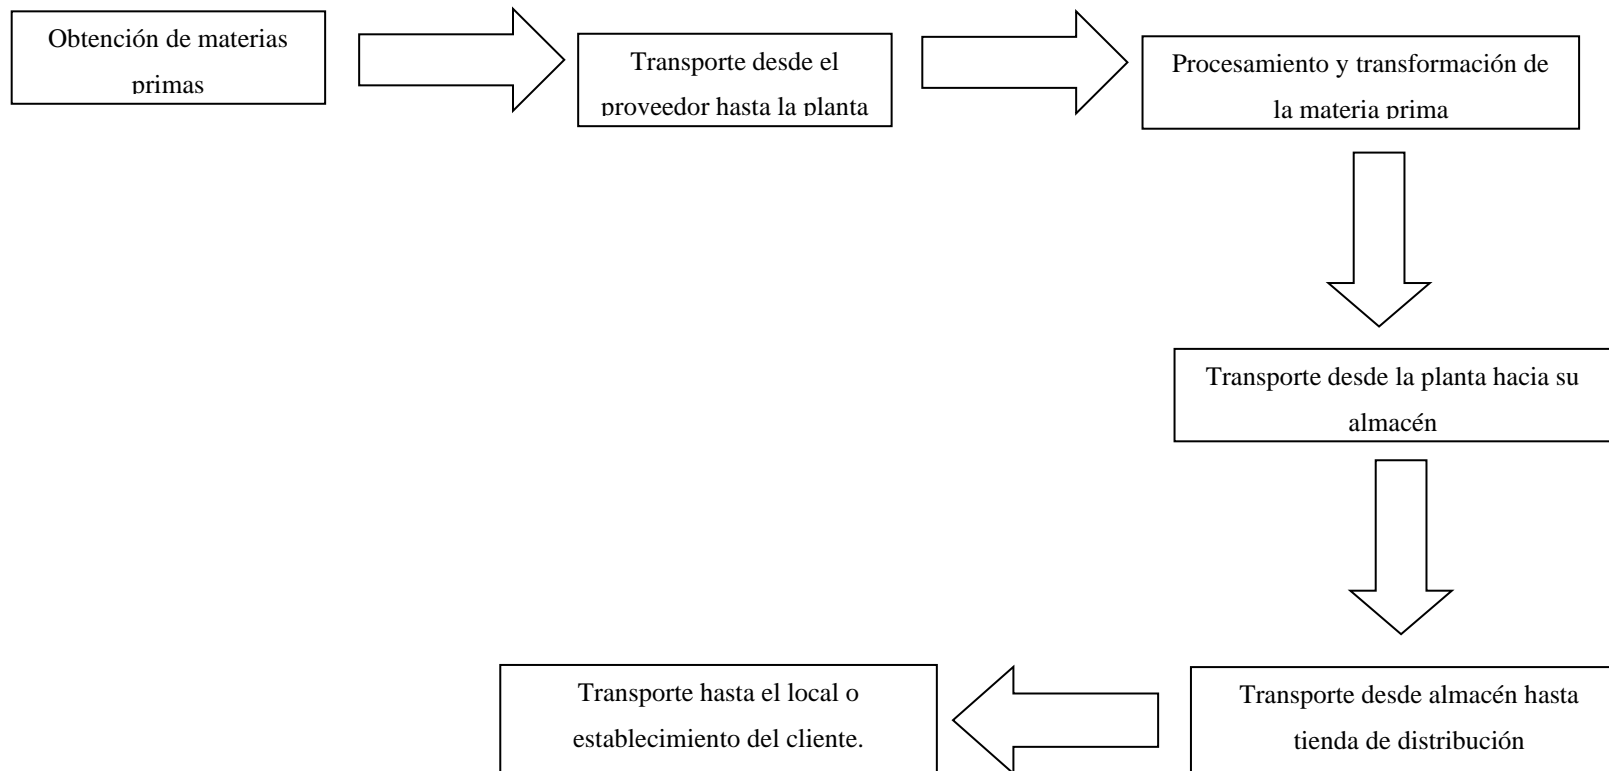 Obtención de materias
primas
Transporte desde el
proveedor hasta la planta
Procesamiento y transformación de
la materia prima
Transporte desde la planta hacia su
almacén
Transporte desde almacén hasta
tienda de distribución
Transporte hasta el local o
establecimiento del cliente.